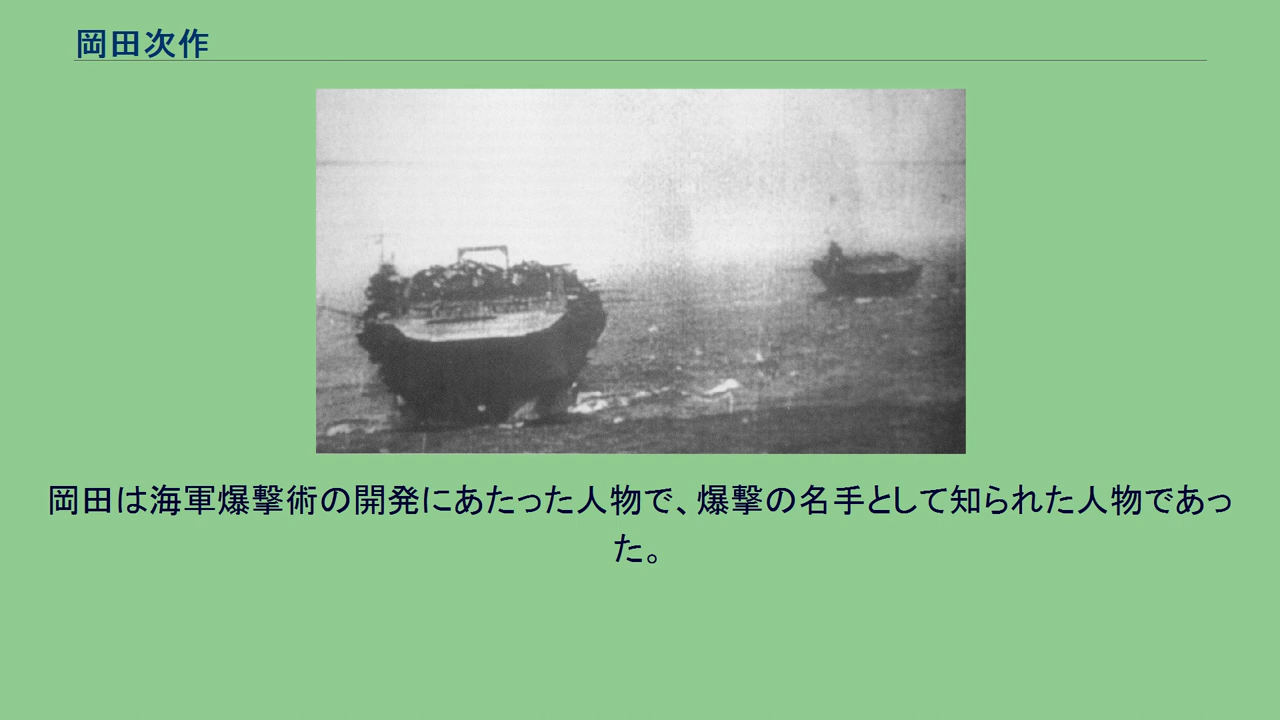 岡田次作
岡田は海軍爆撃術の開発にあたった人物で、爆撃の名手として知られた人物であっ
た。